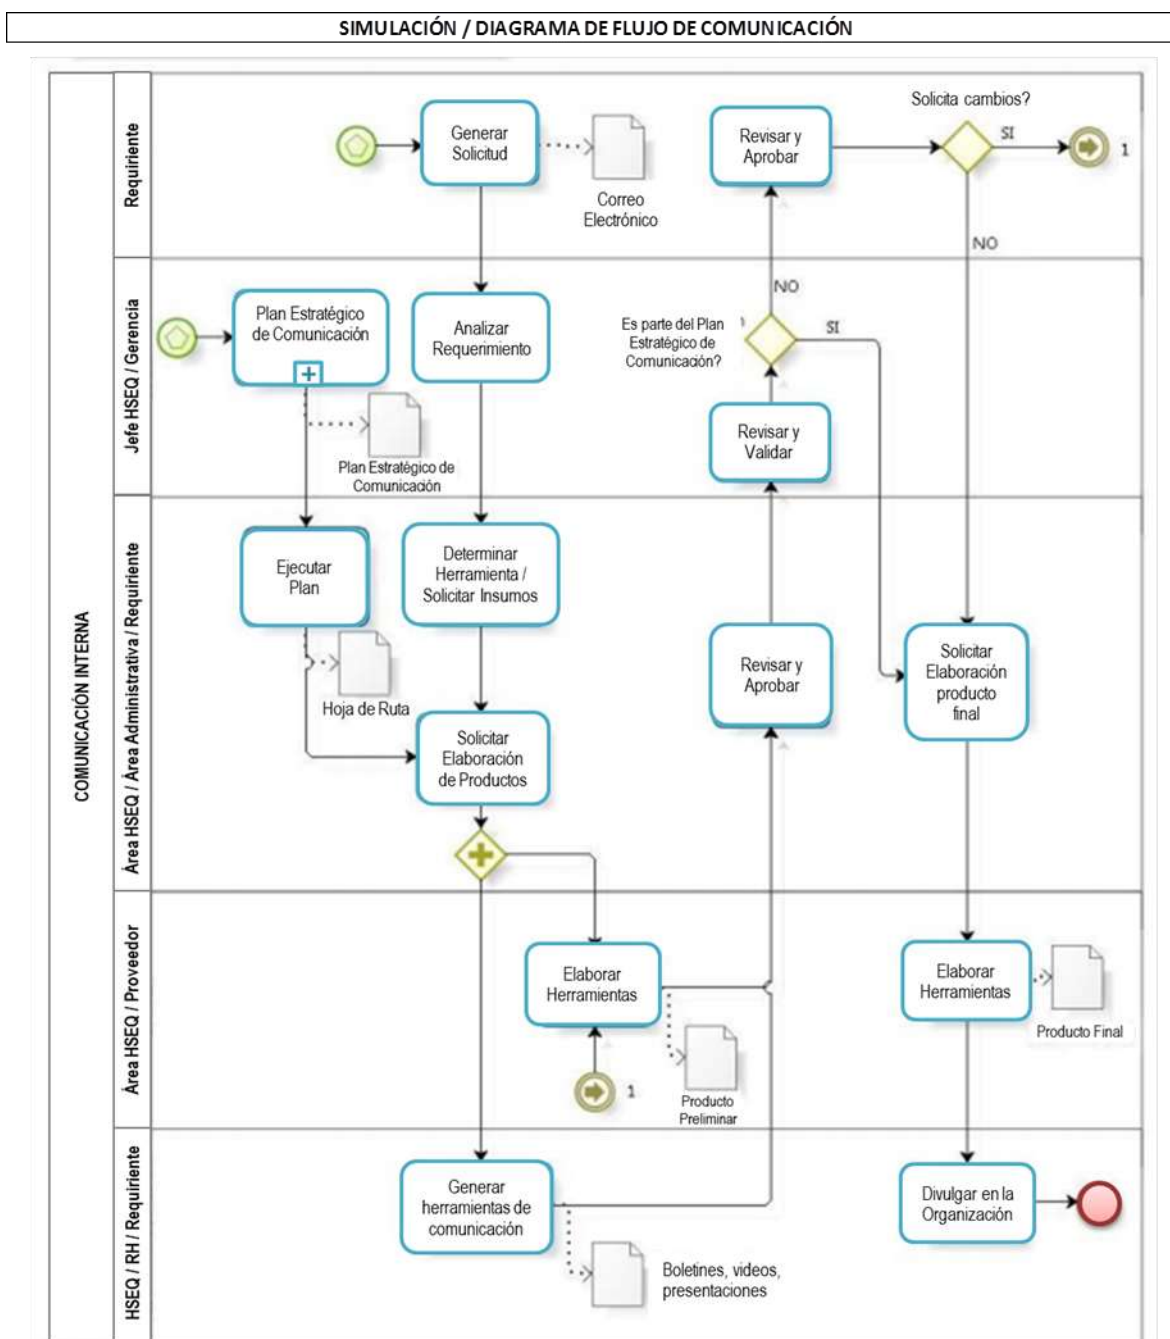 SIMULACIÓN / DIAGRAMA DE FLUJO DE COMUNICACIÓN
COMUNICACIÓN INTERNA
Requiriente
Generar
Solicitud
Correo
Electrónico
Revisar y
Aprobar
Solicita cambios?
SI
1
NO
Jefe HSEQ / Gerencia
Plan Estratégico
de Comunicación
Plan Estratégico de
Comunicación
Analizar
Requerimiento
NO
Es parte del Plan
Estratégico de
Comunicación?
SI
Revisar y
Validar
Área HSEQ / Área Administrativa / Requiriente
Ejecutar
Plan
Hoja de Ruta
Determinar
Herramienta /
Solicitar Insumos
Solicitar
Elaboración
de Productos
Revisar y
Aprobar
Solicitar
Elaboración
producto
final
Área HSEQ / Proveedor
Elaborar
Herramientas
1
Producto
Preliminar
Elaborar
Herramientas
Producto Final
HSEQ / RH / Requiriente
Generar
herramientas de
comunicación
Boletines, videos,
presentaciones
Divulgar en la
Organización